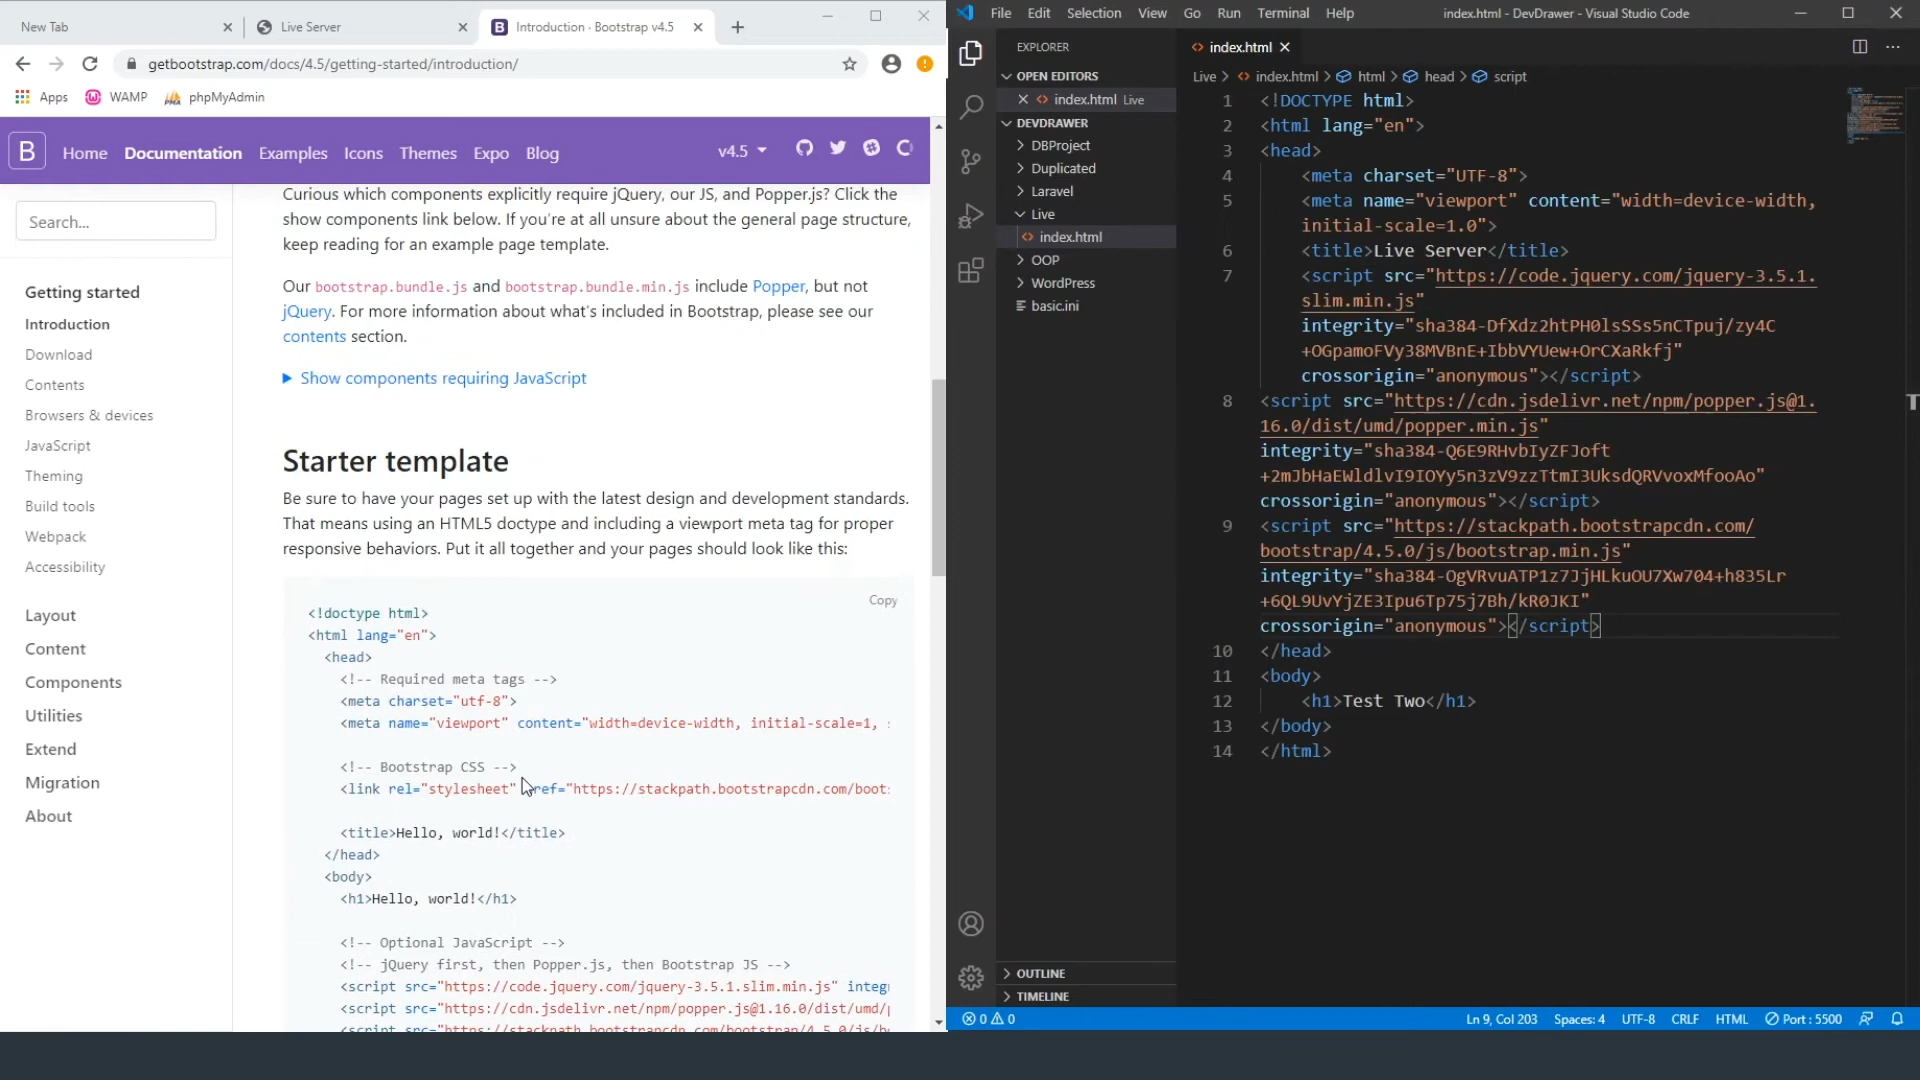 New Tab
Live Server
Introduction · Bootstrap v4.5
getbootstrap.com/docs/4.5/getting-started/introduction/
Apps
WAMP
phpMyAdmin
B
Home
Documentation
Examples
Icons
Themes
Expo
Blog
v4.5
Search...
Getting started
Introduction
Download
Contents
Browsers & devices
JavaScript
Theming
Build tools
Webpack
Accessibility
Layout
Content
Components
Utilities
Extend
Migration
About
Curious which components explicitly require jQuery, our JS, and Popper.js? Click the
show components link below. If you're at all unsure about the general page structure,
keep reading for an example page template.
Our bootstrap.bundle.js and bootstrap.bundle.min.js include Popper, but not
jQuery. For more information about what's included in Bootstrap, please see our
contents section.
Show components requiring JavaScript
Starter template
Be sure to have your pages set up with the latest design and development standards.
That means using an HTML5 doctype and including a viewport meta tag for proper
responsive behaviors. Put it all together and your pages should look like this:
Copy
<!doctype html>
<html lang="en">
<head>
<!-- Required meta tags -->
<meta charset="utf-8">
<meta name="viewport" content="width=device-width, initial-scale=1,
<!-- Bootstrap CSS -->
<link rel="stylesheet" ref="https://stackpath.bootstrapcdn.com/boots
<title>Hello, world!</title>
</head>
<body>
<h1>Hello, world!</h1>
<!-- Optional JavaScript -->
<!-- jQuery first, then Popper.js, then Bootstrap JS -->
<script src="https://code.jquery.com/jquery-3.5.1.slim.min.js" integ
<script src="https://cdn.jsdelivr.net/npm/popper.js@1.16.0/dist/umd/
<script src="https://stackpath.bootstrapcdn.com/bootstrap/4.5.0/js/b
File Edit Selection View Go Run Terminal Help
index.html - DevDrawer - Visual Studio Code
EXPLORER
OPEN EDITORS
index.html Live
DEVDRAWER
DBProject
Duplicated
Laravel
Live
index.html
OOP
WordPress
basic.ini
OUTLINE
TIMELINE
index.html
Live > index.html > html > head > script
1 <!DOCTYPE html>
2 <html lang="en">
3 <head>
4 <meta charset="UTF-8">
5 <meta name="viewport" content="width=device-width,
initial-scale=1.0">
6 <title>Live Server</title>
7 <script src="https://code.jquery.com/jquery-3.5.1.
slim.min.js"
integrity="sha384-DfXdz2htPH0lsSSs5nCTpuj/zy4C
+OGpamoFVy38MVBnE+IbbVYUew+OrCXaRkfj"
crossorigin="anonymous"></script>
8 <script src="https://cdn.jsdelivr.net/npm/popper.js@1.
16.0/dist/umd/popper.min.js"
integrity="sha384-Q6E9RHvbIyZFJoft
+2mJbHaEWldlvI9IOYy5n3zV9zzTtmI3UksdQRVvoxMfooAo"
crossorigin="anonymous"></script>
9 <script src="https://stackpath.bootstrapcdn.com/
bootstrap/4.5.0/js/bootstrap.min.js"
integrity="sha384-OgVRvuATP1z7JjHLkuOU7Xw704+h835Lr
+6QL9UvYjZE3Ipu6Tp75j7Bh/kR0JKI"
crossorigin="anonymous"></script>
10 </head>
11 <body>
12 <h1>Test Two</h1>
13 </body>
14 </html>
0 0
Ln 9, Col 203
Spaces: 4
UTF-8
CRLF
HTML
Port : 5500